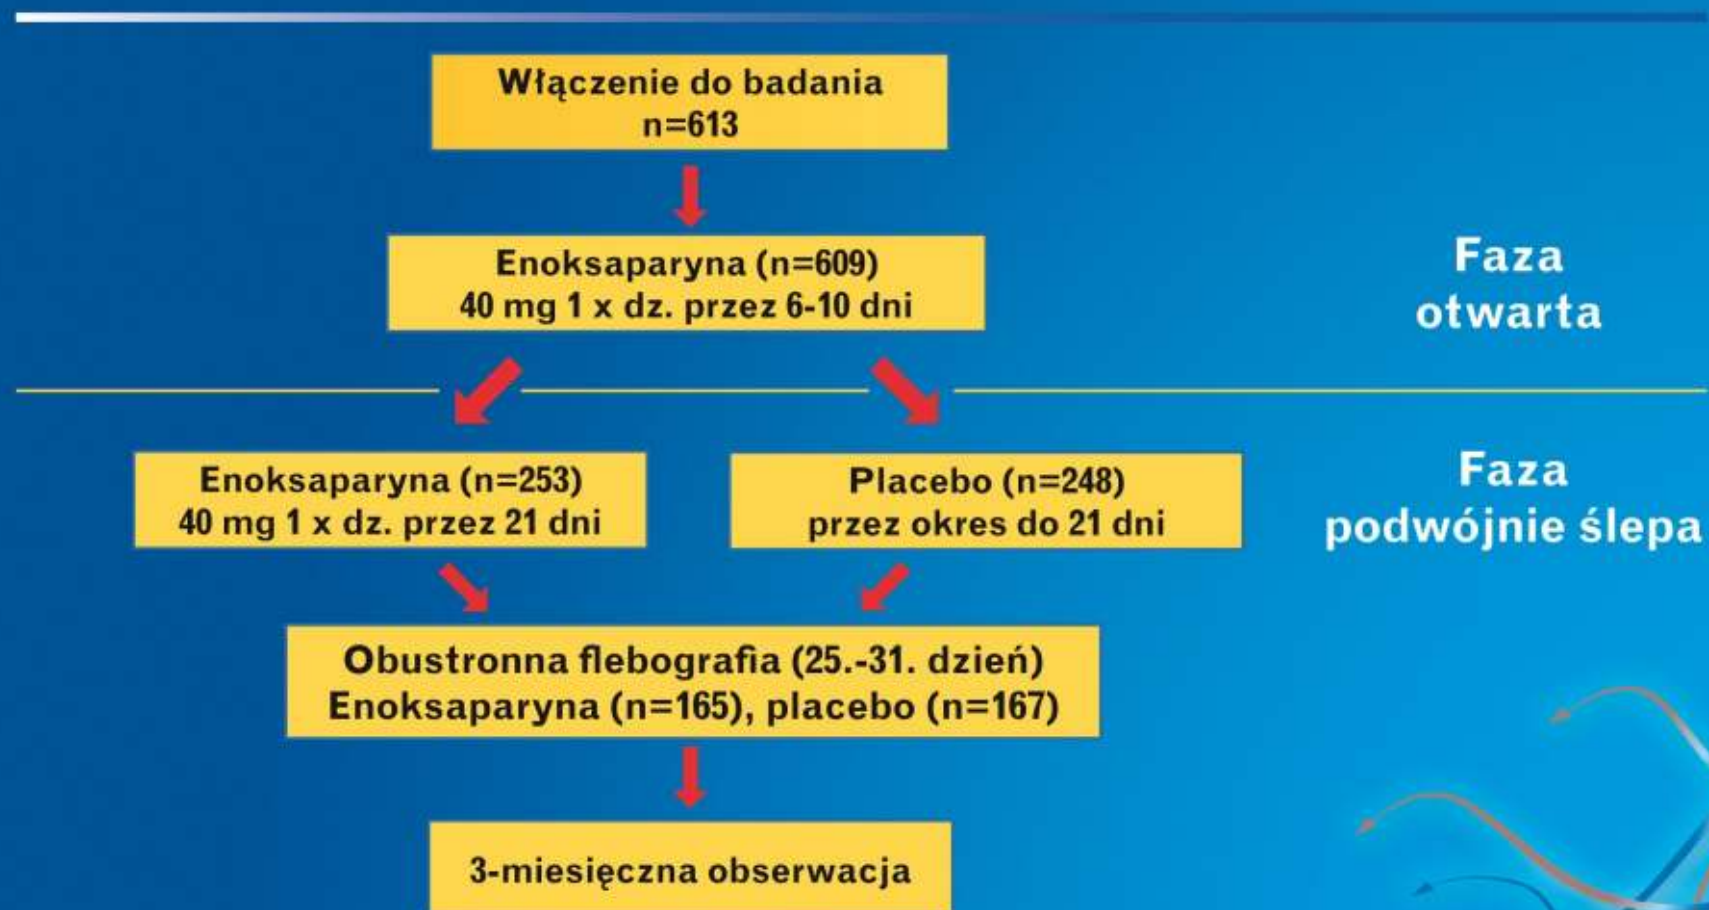 Włączenie do badania
n=613
Enoksaparyna (n=609)
40 mg 1 x dz. przez 6-10 dni
Faza
otwarta
Enoksaparyna (n=253)
40 mg 1 x dz. przez 21 dni
Placebo (n=248)
przez okres do 21 dni
Faza
podwójnie ślepa
Obustronna flebografia (25.-31. dzień)
Enoksaparyna (n=165), placebo (n=167)
3-miesięczna obserwacja